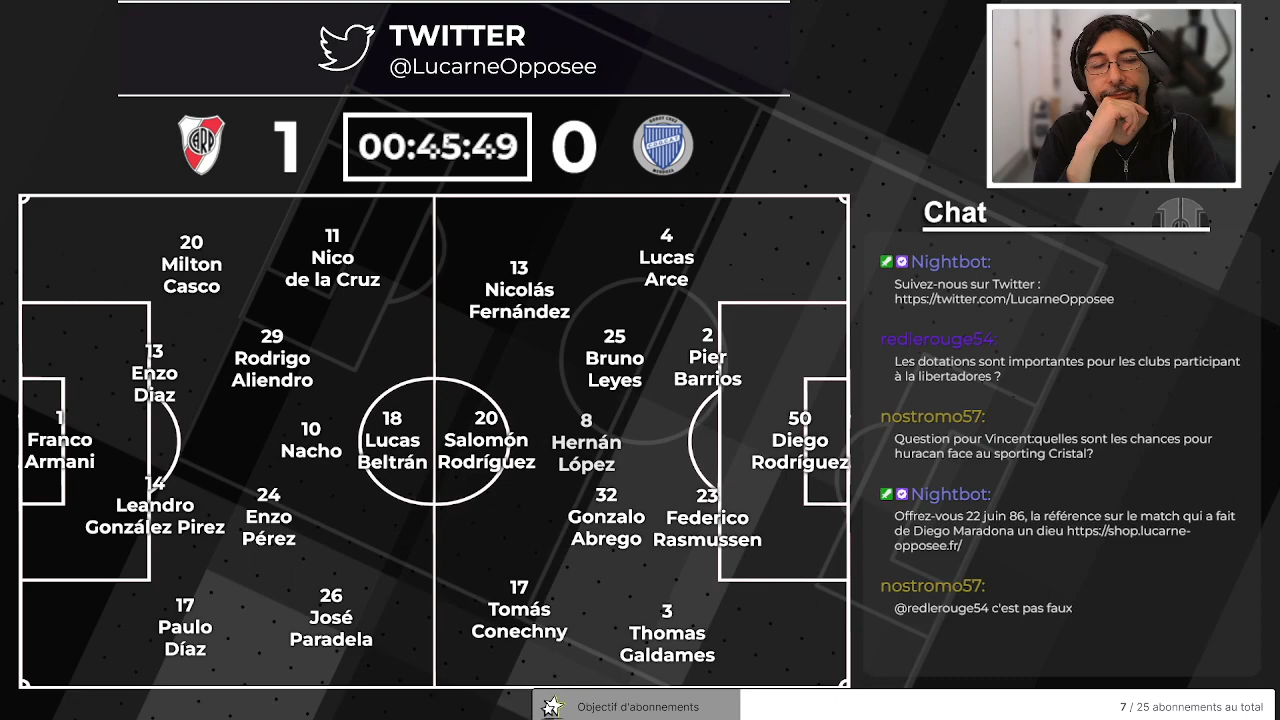 TWITTER
@LucarneOpposee
1
00:45:49
0
20
Milton
Casco
11
Nico
de la Cruz
13
Enzo
Diaz
29
Rodrigo
Aliendro
1
Franco
Armani
10
Nacho
18
Lucas
Beltrán
14
Leandro
González Pirez
24
Enzo
Pérez
17
Paulo
Díaz
26
José
Paradela
13
Nicolás
Fernández
4
Lucas
Arce
25
Bruno
Leyes
2
Pier
Barrios
20
Salomón
Rodríguez
8
Hernán
López
50
Diego
Rodríguez
32
Gonzalo
Abrego
23
Federico
Rasmussen
17
Tomás
Conechny
3
Thomas
Galdames
Chat
Nightbot:
Suivez-nous sur Twitter :
https://twitter.com/LucarneOpposee
redlerouge54:
Les dotations sont importantes pour les clubs participant
à la libertadores ?
nostromo57:
Question pour Vincent:quelles sont les chances pour
huracan face au sporting Cristal?
Nightbot:
Offrez-vous 22 juin 86, la référence sur le match qui a fait
de Diego Maradona un dieu https://shop.lucarne-
opposee.fr/
nostromo57:
@redlerouge54 c'est pas faux
Objectif d'abonnements
7 / 25 abonnements au total